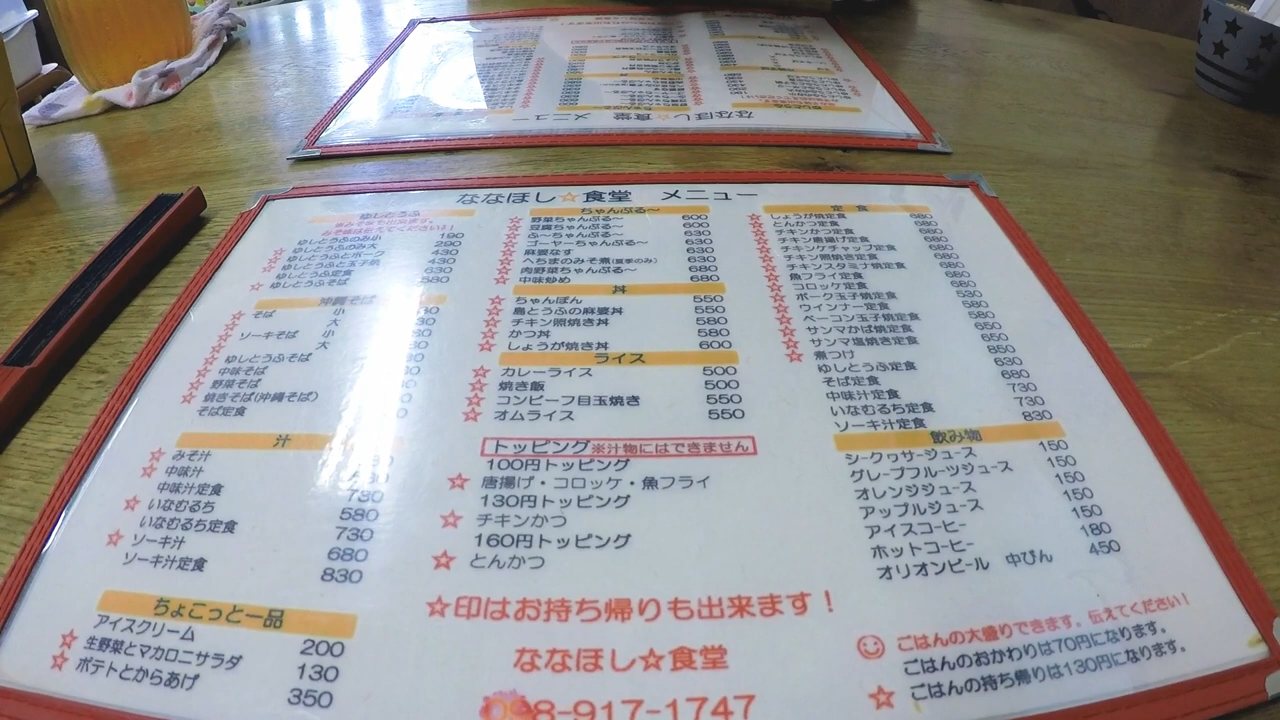 ななほし☆食堂 メニュー
ゆしとうふ
ゆしとうふのみ小 190
ゆしとうふのみ大 290
ゆしとうふとポーク 430
ゆしとうふと玉子焼 430
ゆしとうふ定食 630
ゆしとうふそば 580
沖縄そば
☆ そば 小
大
☆ ソーキそば 小
大
☆ ゆしとうふそば
☆ 中味そば
☆ 野菜そば
☆ 焼きそば(沖縄そば)
そば定食
汁
☆ みそ汁
☆ 中味汁
中味汁定食 730
☆ いなむるち 580
いなむるち定食 730
☆ ソーキ汁 680
ソーキ汁定食 830
ちょこっと一品
アイスクリーム 200
☆ 生野菜とマカロニサラダ 130
☆ ポテトとからあげ 350
ちゃんぷる〜
☆ 野菜ちゃんぷる〜 600
☆ 豆腐ちゃんぷる〜 600
☆ ふ〜ちゃんぷる〜 630
☆ ゴーヤーちゃんぷる〜 630
☆ 麻婆なす 630
☆ へちまのみそ煮(夏季のみ) 630
☆ 肉野菜ちゃんぷる〜 680
☆ 中味炒め 680
丼
☆ ちゃんぽん 550
☆ 島とうふの麻婆丼 550
☆ チキン照焼き丼 580
☆ かつ丼 580
☆ しょうが焼き丼 600
ライス
☆ カレーライス 500
☆ 焼き飯 500
☆ コンビーフ目玉焼き 550
☆ オムライス 550
トッピング※汁物にはできません
100円トッピング
☆ 唐揚げ・コロッケ・魚フライ
130円トッピング
☆ チキンかつ
160円トッピング
☆ とんかつ
☆印はお持ち帰りも出来ます！
ななほし☆食堂
098-917-1747
定食
☆ しょうが焼定食 680
☆ とんかつ定食 680
☆ チキンかつ定食 680
☆ チキン唐揚げ定食 680
☆ チキンケチャップ定食 680
☆ チキン照焼き定食 680
☆ チキンスタミナ焼定食 680
☆ 魚フライ定食 680
☆ コロッケ定食 680
☆ ポーク玉子焼定食 530
☆ ウインナー定食 580
☆ ベーコン玉子焼定食 580
☆ サンマかば焼定食 650
☆ サンマ塩焼き定食 650
☆ 煮つけ 850
ゆしとうふ定食 630
そば定食 680
中味汁定食 730
いなむるち定食 730
ソーキ汁定食 830
飲み物
シークヮサージュース 150
グレープフルーツジュース 150
オレンジジュース 150
アップルジュース 150
アイスコーヒー 150
ホットコーヒー 180
オリオンビール 中びん 450
ごはんの大盛りできます。伝えてください！
ごはんのおかわりは70円になります。
☆ ごはんの持ち帰りは130円になります。